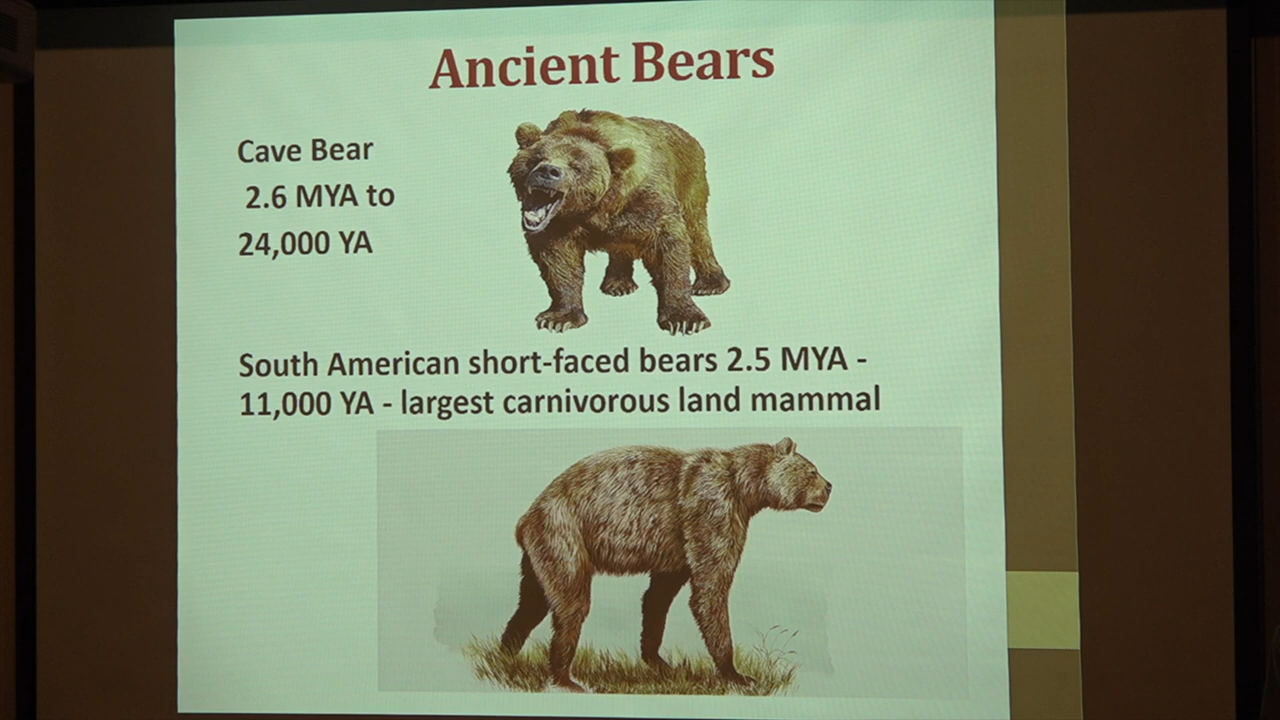 Ancient Bears
Cave Bear
2.6 MYA to
24,000 YA
South American short-faced bears 2.5 MYA -
11,000 YA - largest carnivorous land mammal